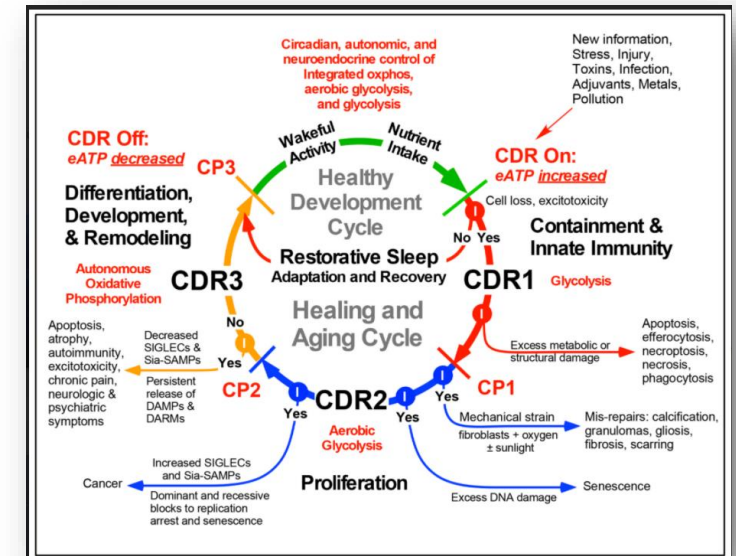 Circadian, autonomic, and
neuroendocrine control of
Integrated oxphos,
aerobic glycolysis,
and glycolysis
New information,
Stress, Injury,
Toxins, Infection,
Adjuvants, Metals,
Pollution
CDR Off:
eATP decreased
CP3
Wakeful
Activity
Nutrient
Intake
CDR On:
eATP increased
Cell loss, excitotoxicity
Differentiation,
Development,
& Remodeling
Healthy
Development
Cycle
Containment &
Innate Immunity
No Yes
Restorative Sleep
Adaptation and Recovery
Autonomous
Oxidative
Phosphorylation
CDR3
CDR1
Glycolysis
Healing and
Aging Cycle
Apoptosis,
atrophy,
autoimmunity,
excitotoxicity,
chronic pain,
neurologic &
psychiatric
symptoms
Decreased
SIGLECs &
Sia-SAMPs
Persistent
release of
DAMPs &
DARMs
No
Yes
CP2
Excess metabolic or
structural damage
Apoptosis,
efferocytosis,
necroptosis,
necrosis,
phagocytosis
CP1
Yes
CDR2
Yes
Yes
Aerobic
Glycolysis
Mechanical strain
fibroblasts + oxygen
± sunlight
Mis-repairs: calcification,
granulomas, gliosis,
fibrosis, scarring
Proliferation
Cancer
Increased SIGLECs
and Sia-SAMPs
Dominant and recessive
blocks to replication
arrest and senescence
Excess DNA damage
Senescence